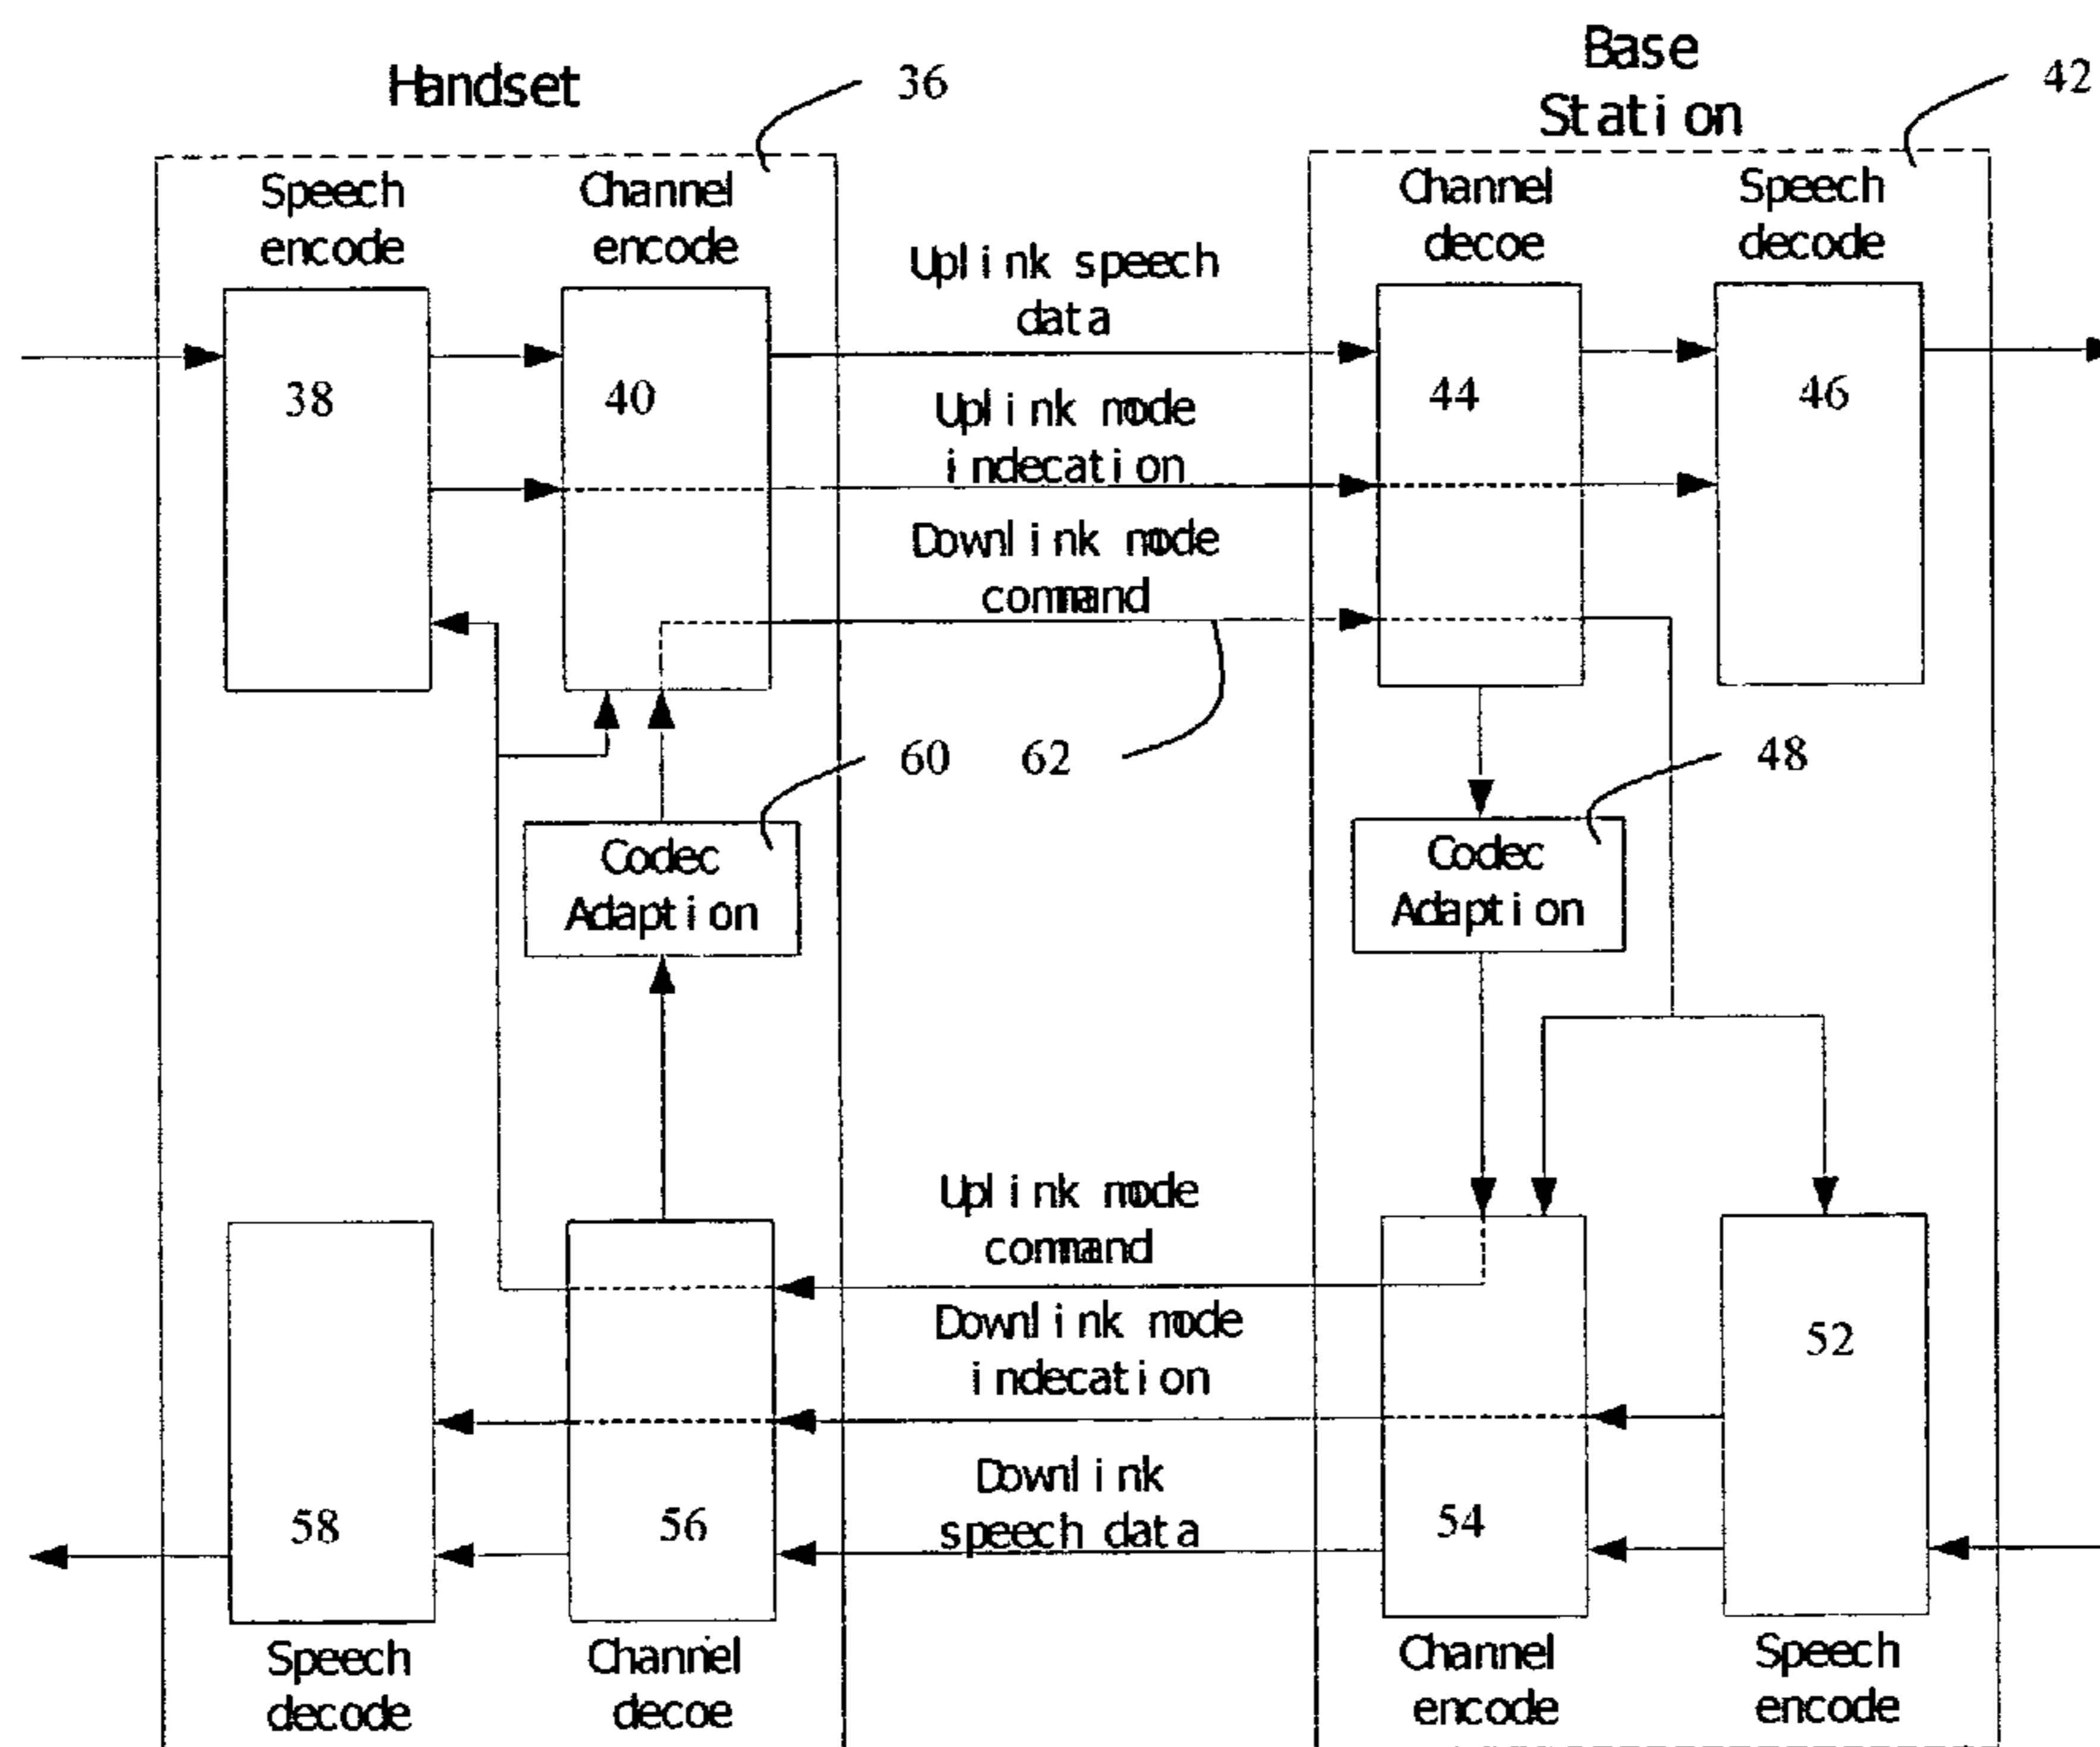 Handset
36
Base
Station
42
Speech
encode
Channel
encode
Channel
decoe
Speech
decode
Uplink speech
data
38
40
44
46
Uplink mode
indecation
Downlink mode
command
60
62
48
Codec
Adaption
Codec
Adaption
Uplink mode
command
Downlink mode
indecation
52
Downlink
speech data
58
56
54
Speech
decode
Channel
decoe
Channel
encode
Speech
encode